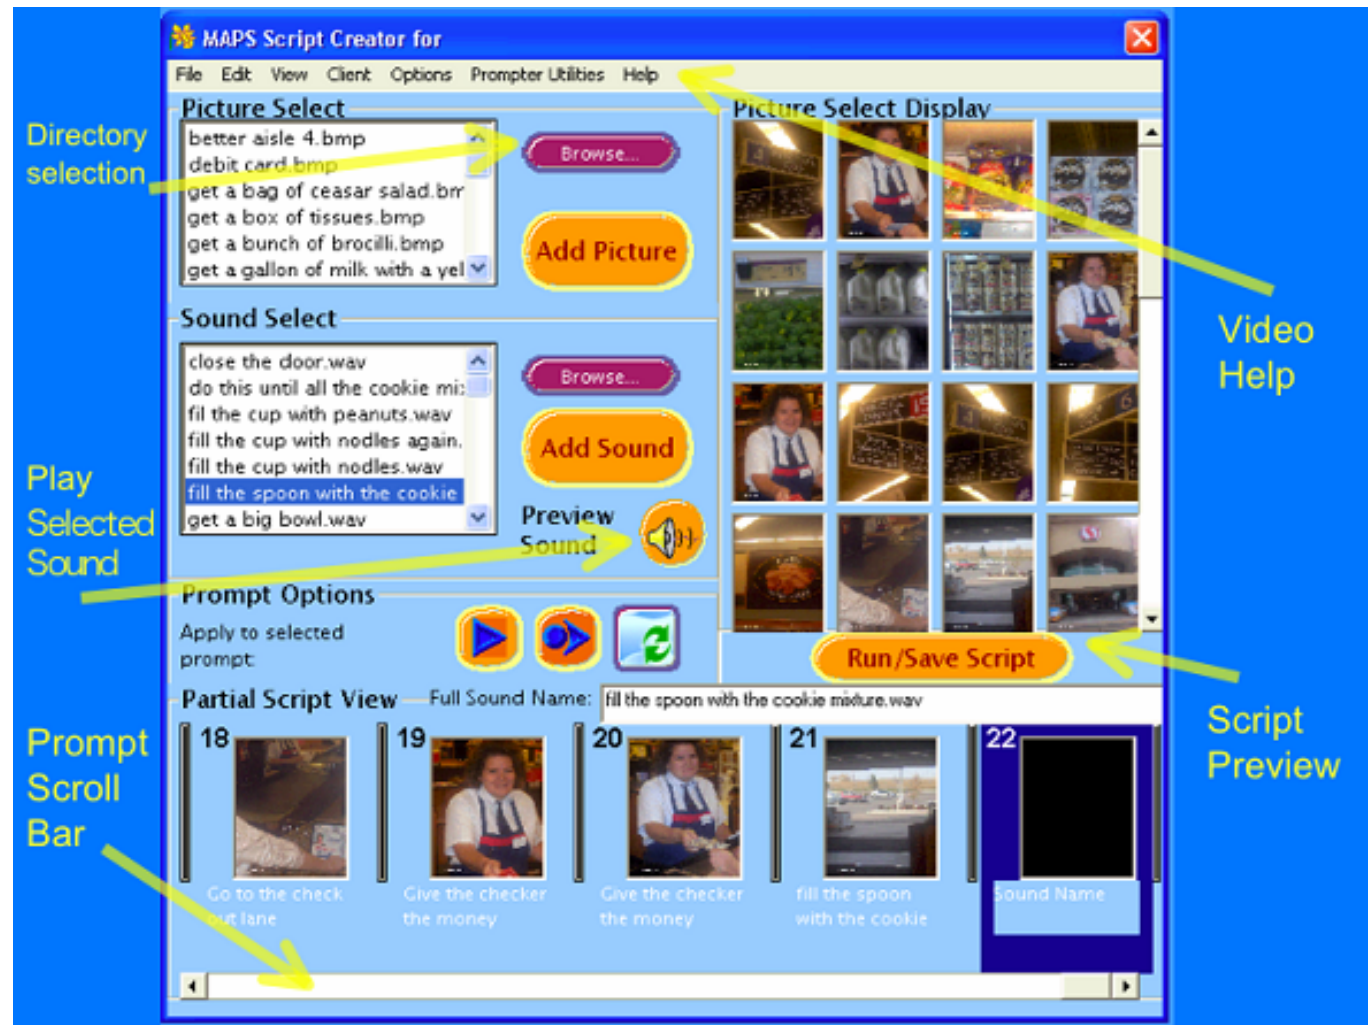 MAPS Script Creator for
File Edit View Client Options Prompter Utilities Help
Picture Select
better aisle 4.bmp
debit card.bmp
get a bag of ceasar salad.bm
get a box of tissues.bmp
get a bunch of brocilli.bmp
get a gallon of milk with a yel
Browse...
Add Picture
Picture Select Display
Directory
selection
Sound Select
close the door.wav
do this until all the cookie mi
fil the cup with peanuts.wav
fill the cup with nodles again.
fill the cup with nodles.wav
fill the spoon with the cookie
get a big bowl.wav
Browse...
Add Sound
Preview
Sound
Video
Help
Play
Selected
Sound
Prompt Options
Apply to selected
prompt:
Run/Save Script
Partial Script View
Full Sound Name: fill the spoon with the cookie mixture.wav
Script
Preview
Prompt
Scroll
Bar
18
Go to the check
out lane
19
Give the checker
the money
20
Give the checker
the money
21
fill the spoon
with the cookie
22
Sound Name